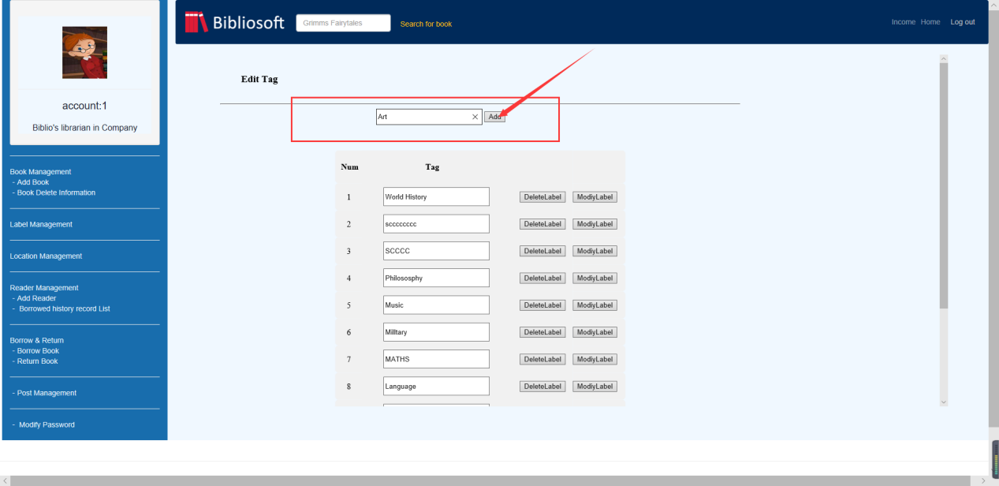 Bibliosoft
Grimms Fairytales
Search for book
Income Home Log out
account:1
Biblio's librarian in Company
Book Management
- Add Book
- Book Delete Information
Label Management
Location Management
Reader Management
- Add Reader
- Borrowed history record List
Borrow & Return
- Borrow Book
- Return Book
- Post Management
- Modify Password
Edit Tag
Art × Add
Num Tag
1 World History DeleteLabel ModiyLabel
2 sccccccccc DeleteLabel ModiyLabel
3 SCCCC DeleteLabel ModiyLabel
4 Philososphy DeleteLabel ModiyLabel
5 Music DeleteLabel ModiyLabel
6 Milltary DeleteLabel ModiyLabel
7 MATHS DeleteLabel ModiyLabel
8 Language DeleteLabel ModiyLabel